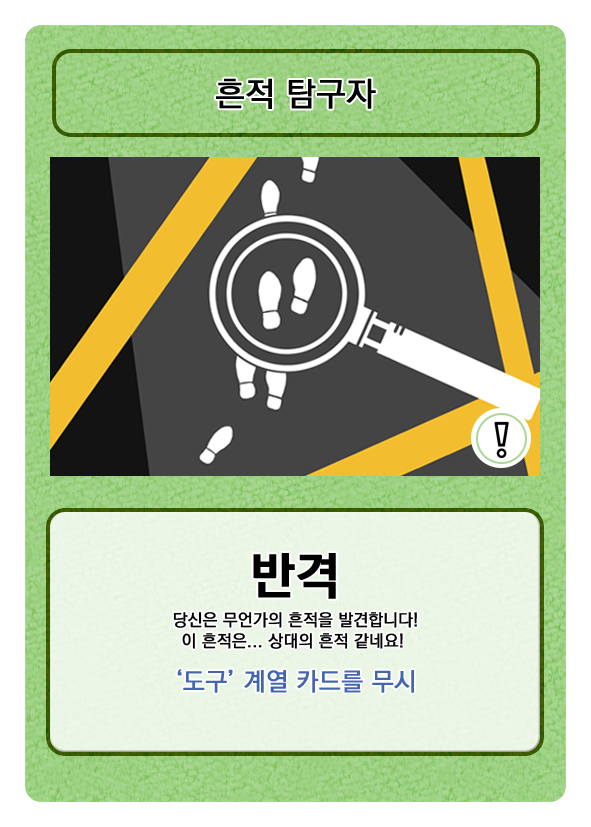 흔적 탐구자
반격
당신은 무언가의 흔적을 발견합니다!
이 흔적은... 상대의 흔적 같네요!
‘도구’ 계열 카드를 무시